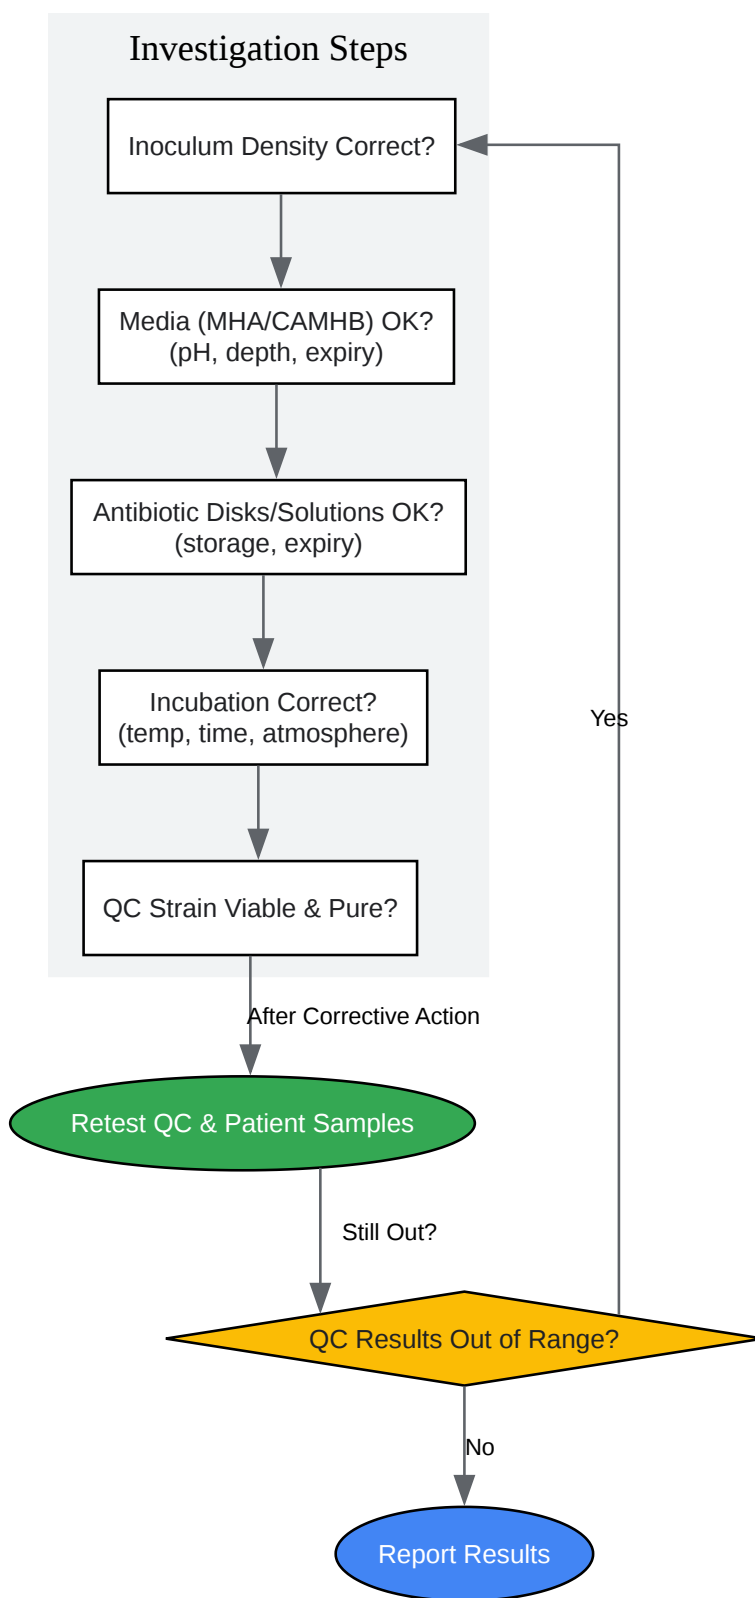 Investigation Steps
Inoculum Density Correct?
Media (MHA/CAMHB) OK?
(pH, depth, expiry)
Antibiotic Disks/Solutions OK?
(storage, expiry)
Incubation Correct?
(temp, time, atmosphere)
Yes
QC Strain Viable & Pure?
After Corrective Action
Retest QC & Patient Samples
Still Out?
QC Results Out of Range?
No
Report Results